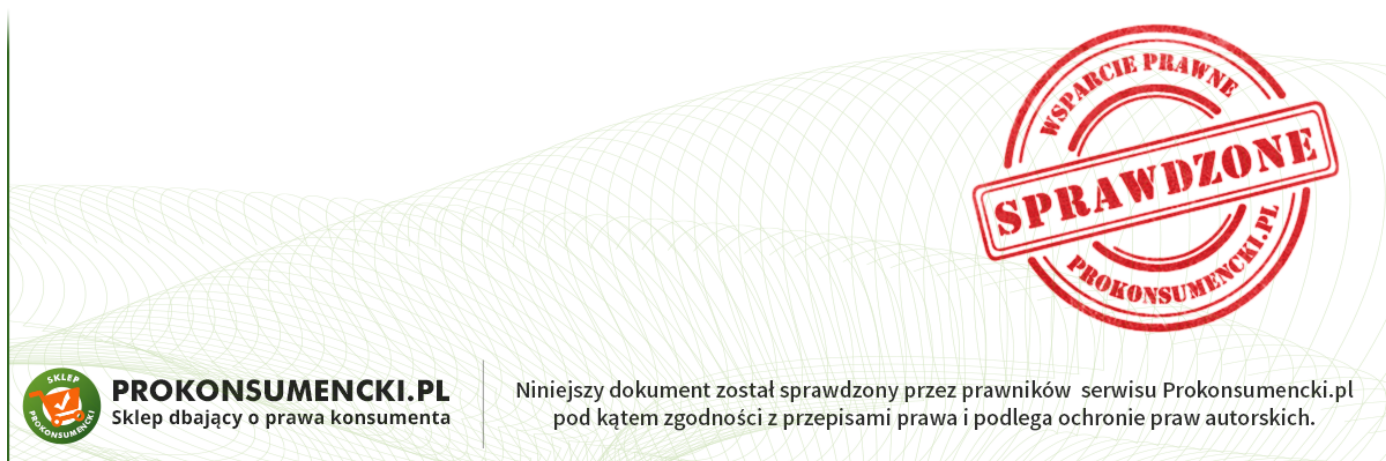 WSPARCIE PRAWNE
SPRAWDZONE
PROKONSUMENCKI.PL
SKLEP
PROKONSUMENCKI
PROKONSUMENCKI.PL
Sklep dbający o prawa konsumenta
Niniejszy dokument został sprawdzony przez prawników serwisu Prokonsumencki.pl
pod kątem zgodności z przepisami prawa i podlega ochronie praw autorskich.